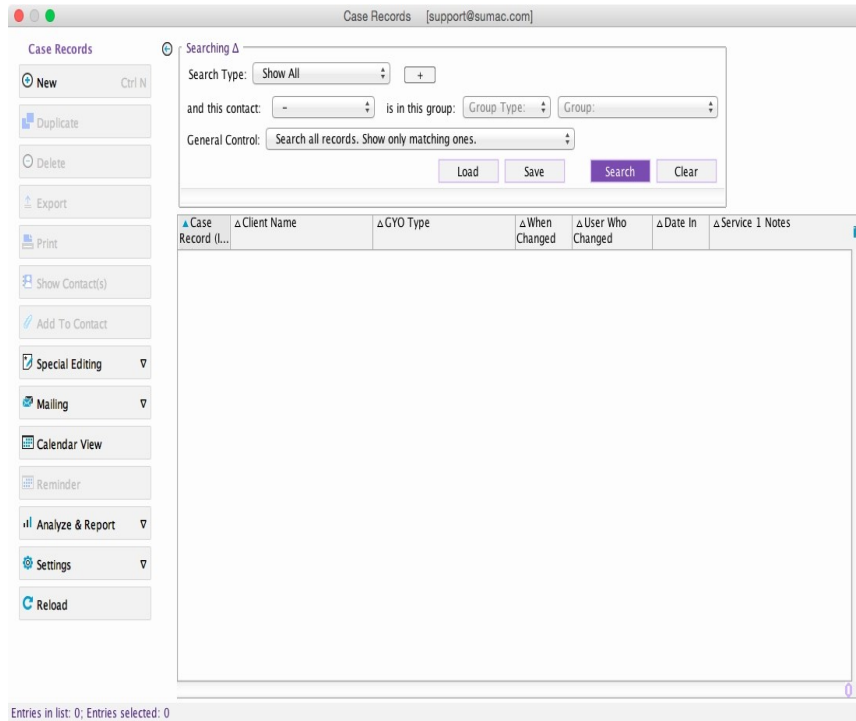 Case Records [support@sumac.com]
Case Records
New Ctrl N
Duplicate
Delete
Export
Print
Show Contact(s)
Add To Contact
Special Editing
Mailing
Calendar View
Reminder
Analyze & Report
Settings
Reload
Searching Δ
Search Type: Show All +
and this contact: - is in this group: Group Type: Group:
General Control: Search all records. Show only matching ones.
Load Save Search Clear
Case Record (I... Client Name GYO Type When Changed User Who Changed Date In Service 1 Notes
0
Entries in list: 0; Entries selected: 0